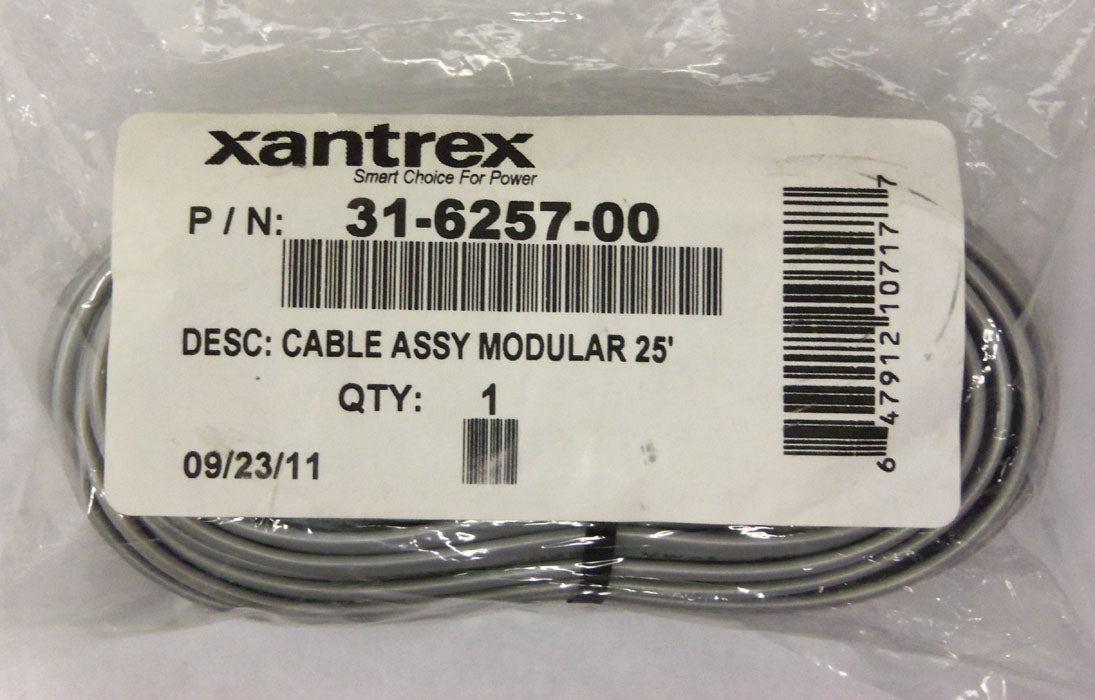 xantrex
Smart Choice For Power
P / N: 31-6257-00
DESC: CABLE ASSY MODULAR 25'
QTY: 1
09/23/11
6 47912 10717 7